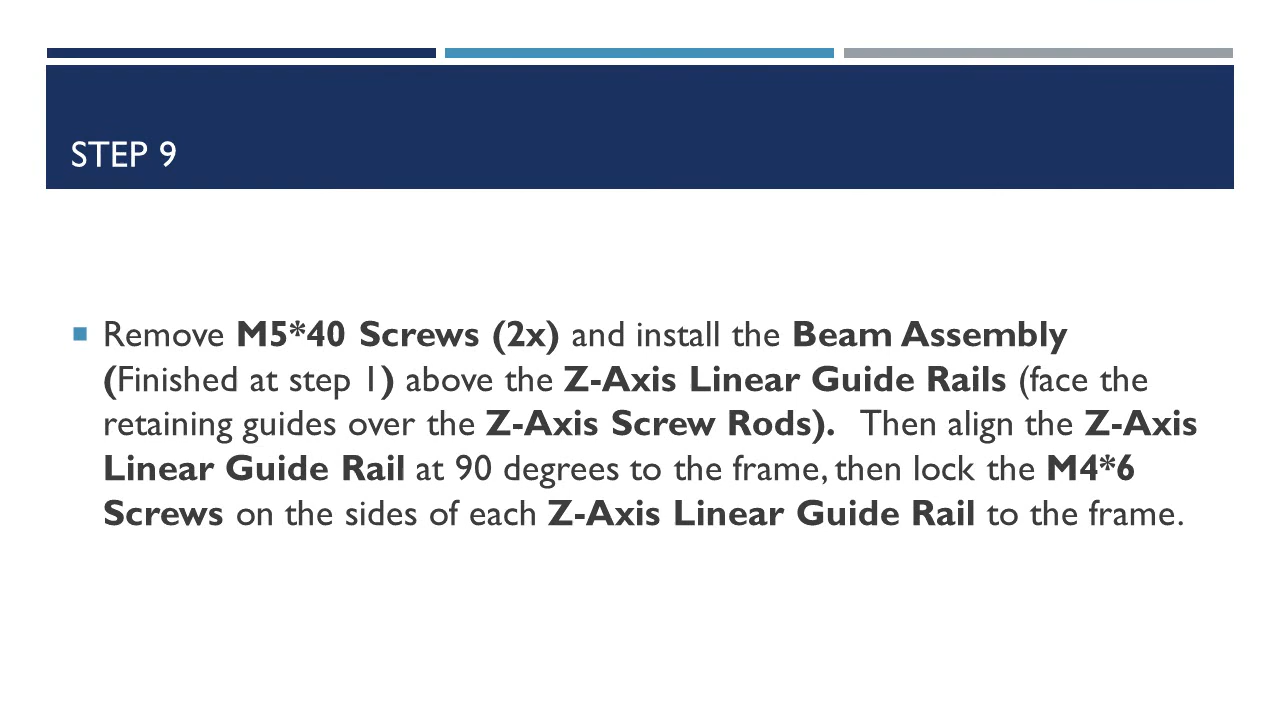 STEP 9
Remove M5*40 Screws (2x) and install the Beam Assembly
(Finished at step 1) above the Z-Axis Linear Guide Rails (face the
retaining guides over the Z-Axis Screw Rods).  Then align the Z-Axis
Linear Guide Rail at 90 degrees to the frame, then lock the M4*6
Screws on the sides of each Z-Axis Linear Guide Rail to the frame.